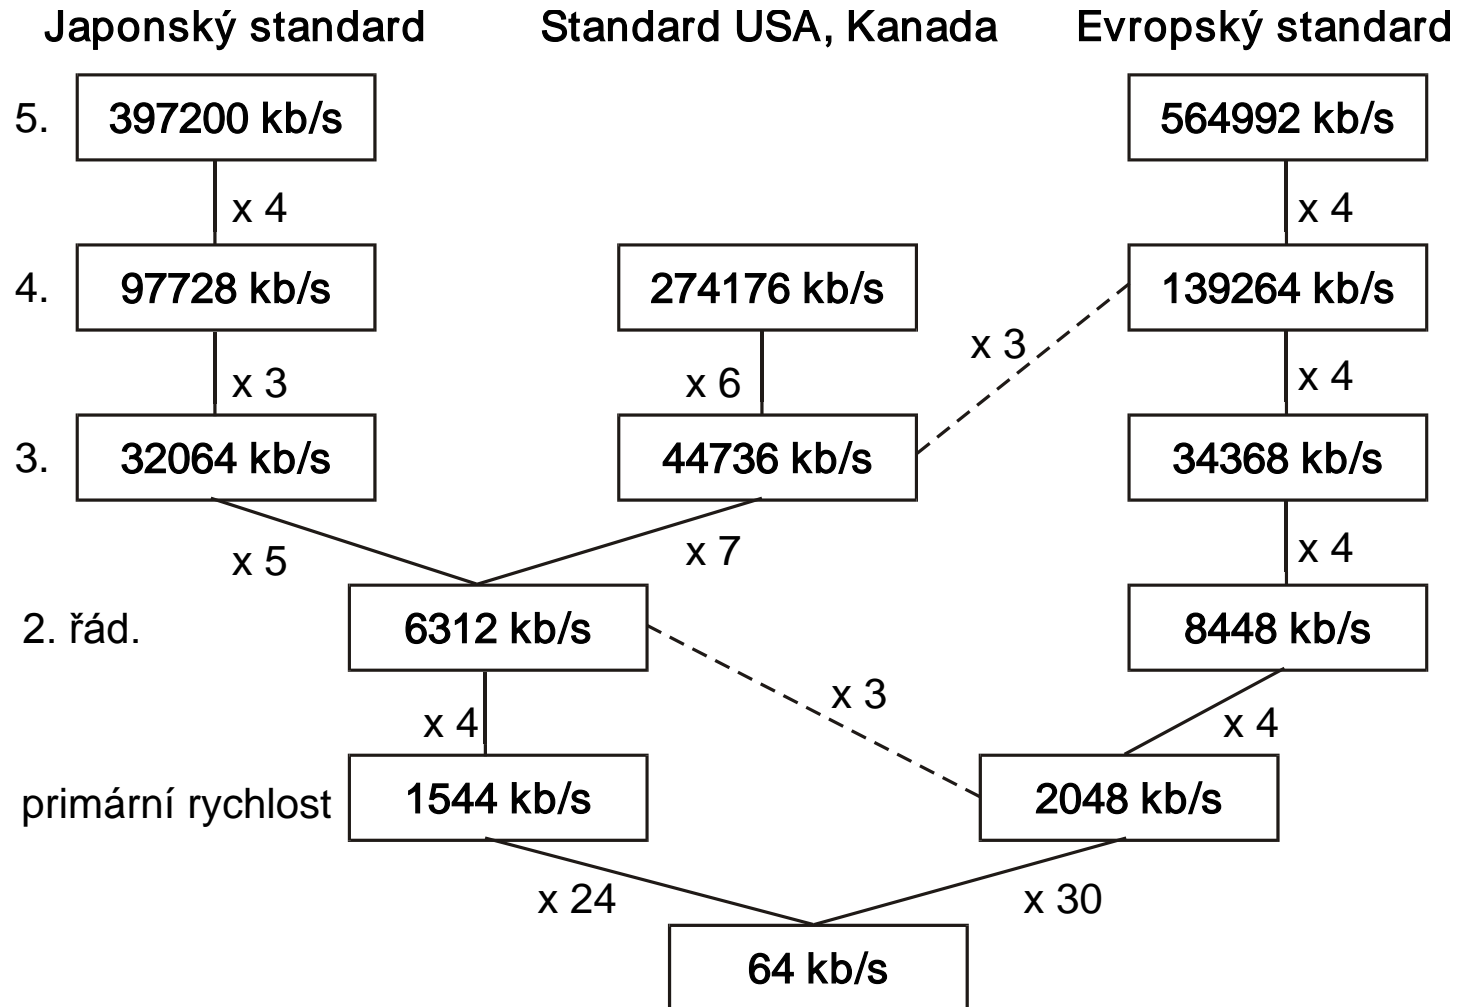 Japonský standard Standard USA, Kanada Evropský standard
5. 397200 kb/s 564992 kb/s
x 4 x 4
4. 97728 kb/s 274176 kb/s 139264 kb/s
x 3 x 6 x 3 x 4
3. 32064 kb/s 44736 kb/s 34368 kb/s
x 5 x 7 x 4
2. řád. 6312 kb/s 8448 kb/s
x 4 x 3 x 4
primární rychlost 1544 kb/s 2048 kb/s
x 24 x 30
64 kb/s